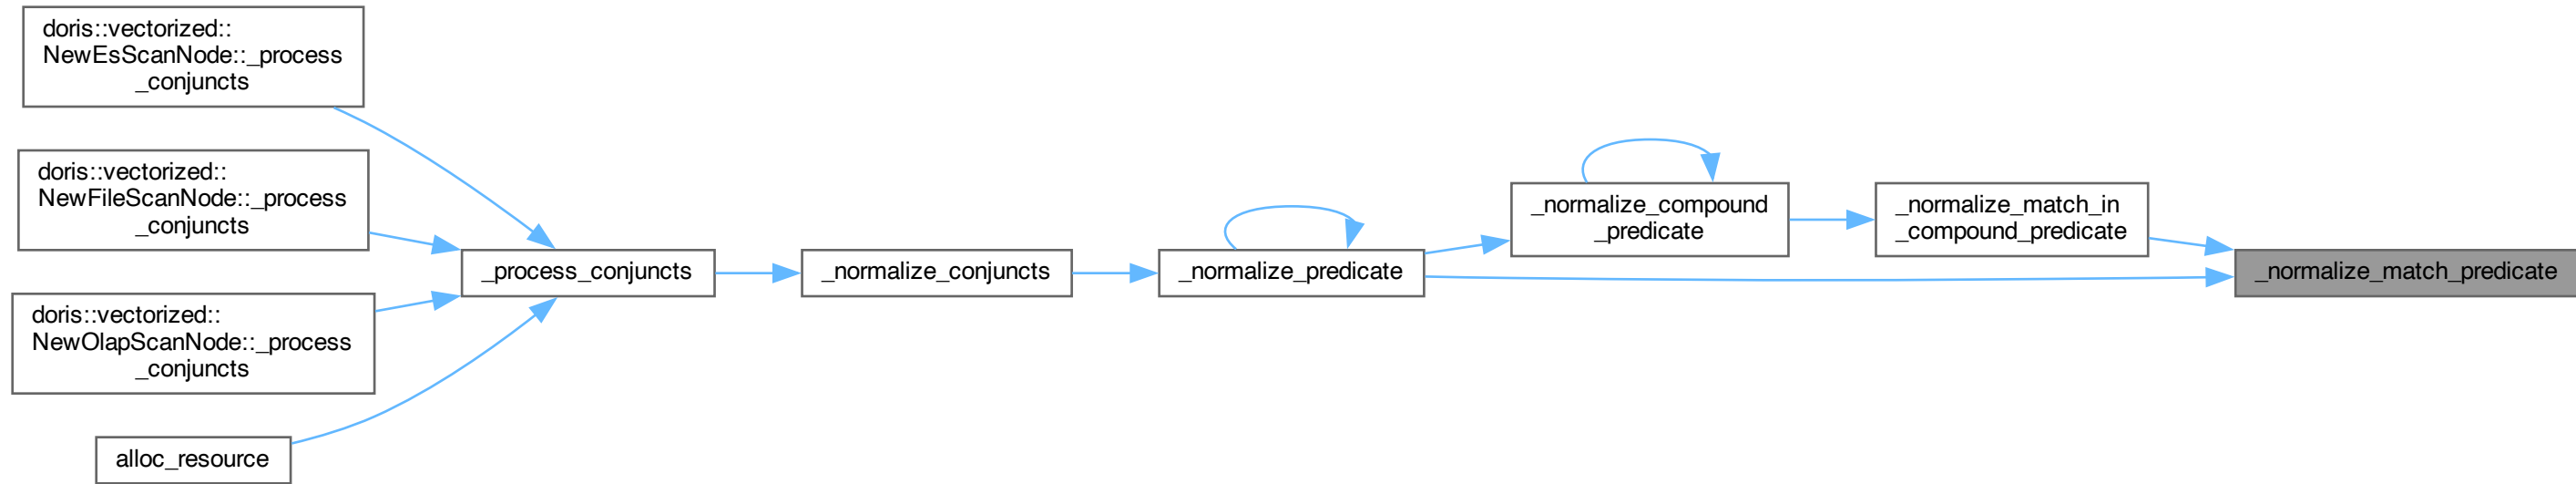 doris::vectorized::
NewEsScanNode::_process
_conjuncts
doris::vectorized::
NewFileScanNode::_process
_conjuncts
doris::vectorized::
NewOlapScanNode::_process
_conjuncts
alloc_resource
_process_conjuncts
_normalize_conjuncts
_normalize_predicate
_normalize_compound
_predicate
_normalize_match_in
_compound_predicate
_normalize_match_predicate